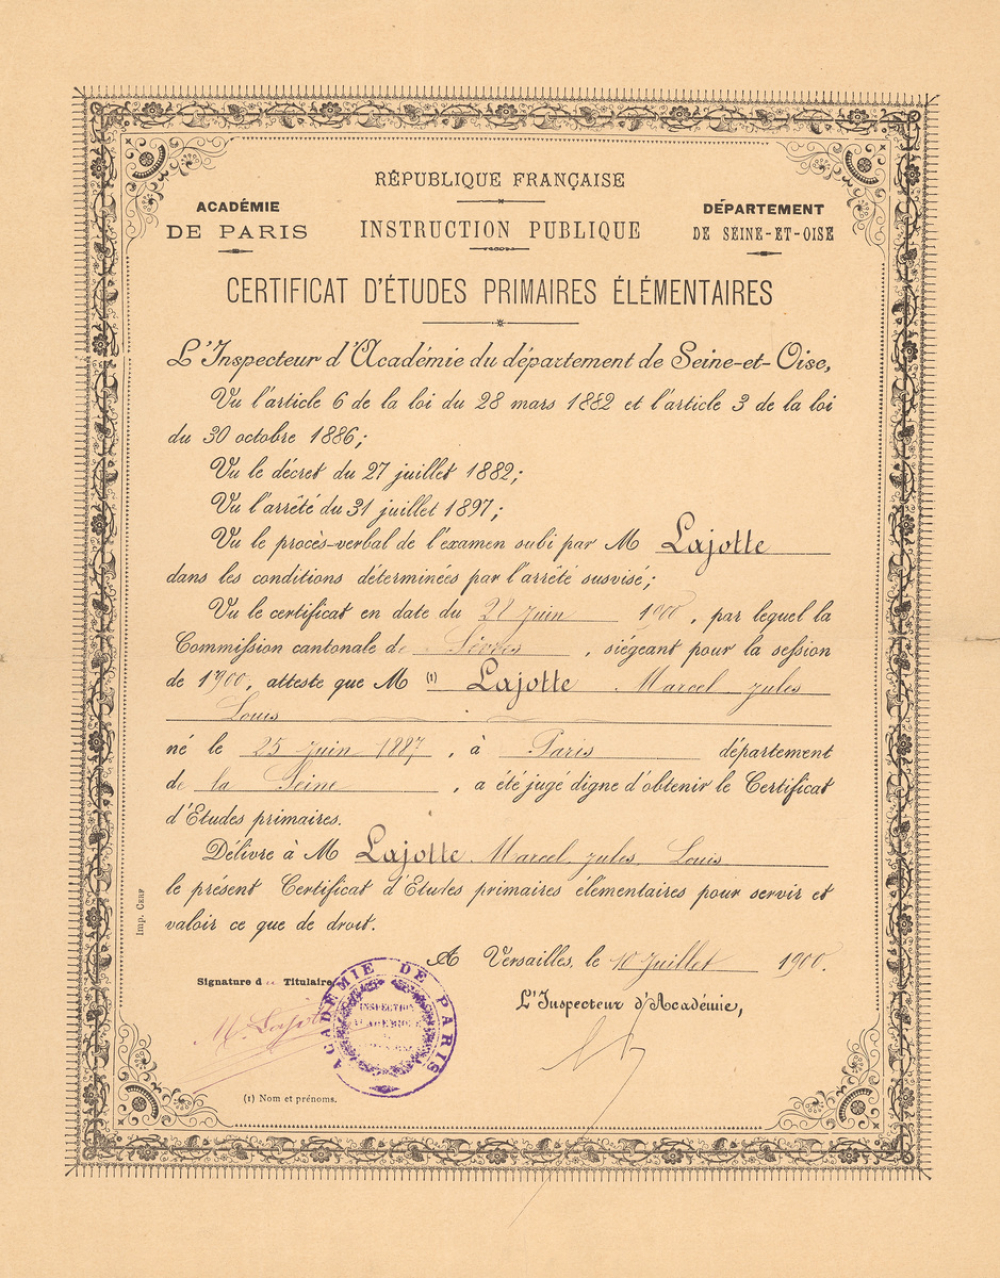 RÉPUBLIQUE FRANÇAISE
ACADÉMIE
DE PARIS
INSTRUCTION PUBLIQUE
DÉPARTEMENT
DE SEINE-ET-OISE
CERTIFICAT D'ÉTUDES PRIMAIRES ÉLÉMENTAIRES
L'Inspecteur d'Académie du département de Seine-et-Oise,
Vu l'article 6 de la loi du 28 mars 1882 et l'article 3 de la loi
du 30 octobre 1886;
Vu le décret du 27 juillet 1882;
Vu l'arrêté du 31 juillet 1897;
Vu le procès-verbal de l'examen subi par M Lajotte
dans les conditions déterminées par l'arrêté susvisé;
Vu le certificat en date du Juin 1900, par lequel la
Commission cantonale de Sèvres, siégeant pour la session
de 1900, atteste que M (1) Lajotte Marcel Jules
Louis
né le 25 Juin 1887, à Paris département
de la Seine, a été jugé digne d'obtenir le Certificat
d'Etudes primaires.
Délivré à M Lajotte Marcel Jules Louis
le présent Certificat d'Etudes primaires élémentaires pour servir et
valoir ce que de droit.
A Versailles, le 10 Juillet 1900.
Signature du Titulaire
L'Inspecteur d'Académie,
M. Lajotte
ACADÉMIE DE PARIS
INSPECTION
ACADÉMIQUE
(1) Nom et prénoms.
Imp. CERF